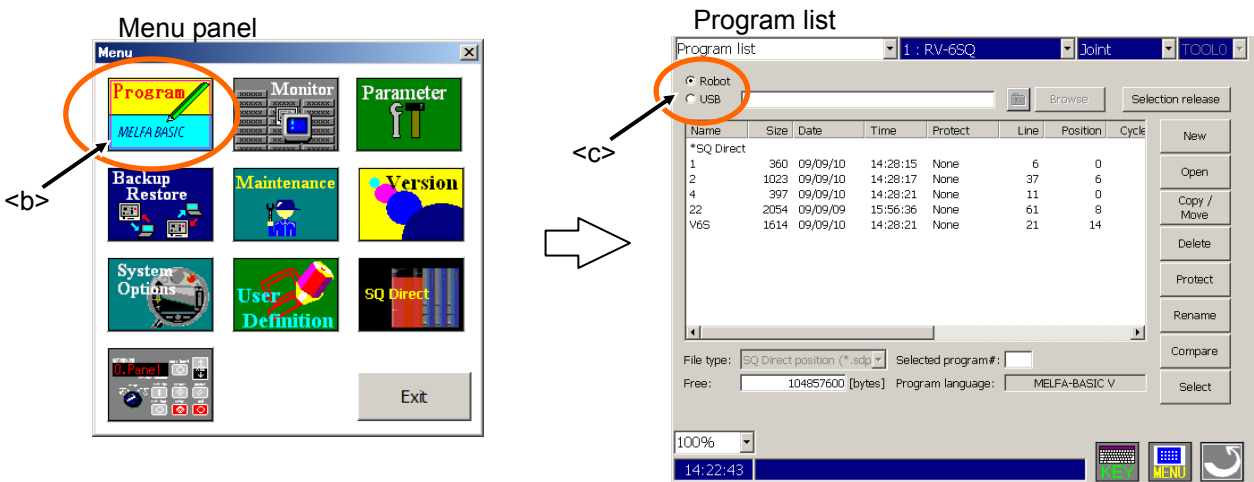 Menu panel
Menu
Program
MELFA BASIC
Monitor
Parameter
Backup
Restore
Maintenance
Version
System
Options
User
Definition
SQ Direct
O.Panel
Exit
<b>
Program list
Program list 1 : RV-6SQ Joint TOOL0
Robot
USB Browse Selection release
<c>
Name Size Date Time Protect Line Position Cycle
*SQ Direct
1 360 09/09/10 14:28:15 None 6 0
2 1023 09/09/10 14:28:17 None 37 6
4 397 09/09/10 14:28:21 None 11 0
22 2054 09/09/09 15:56:36 None 61 8
V6S 1614 09/09/10 14:28:21 None 21 14
New
Open
Copy /
Move
Delete
Protect
Rename
Compare
Select
File type: SQ Direct position (*.sdp Selected program#:
Free: 104857600 [bytes] Program language: MELFA-BASIC V
100%
14:22:43
KEY MENU